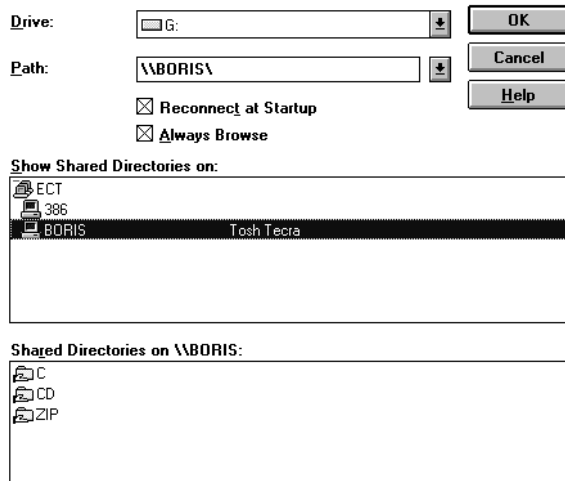 Drive:
G:
OK
Path:
\\BORIS\
Cancel
Help
Reconnect at Startup
Always Browse
Show Shared Directories on:
ECT
386
BORIS Tosh Tecra
Shared Directories on \\BORIS:
C
CD
ZIP